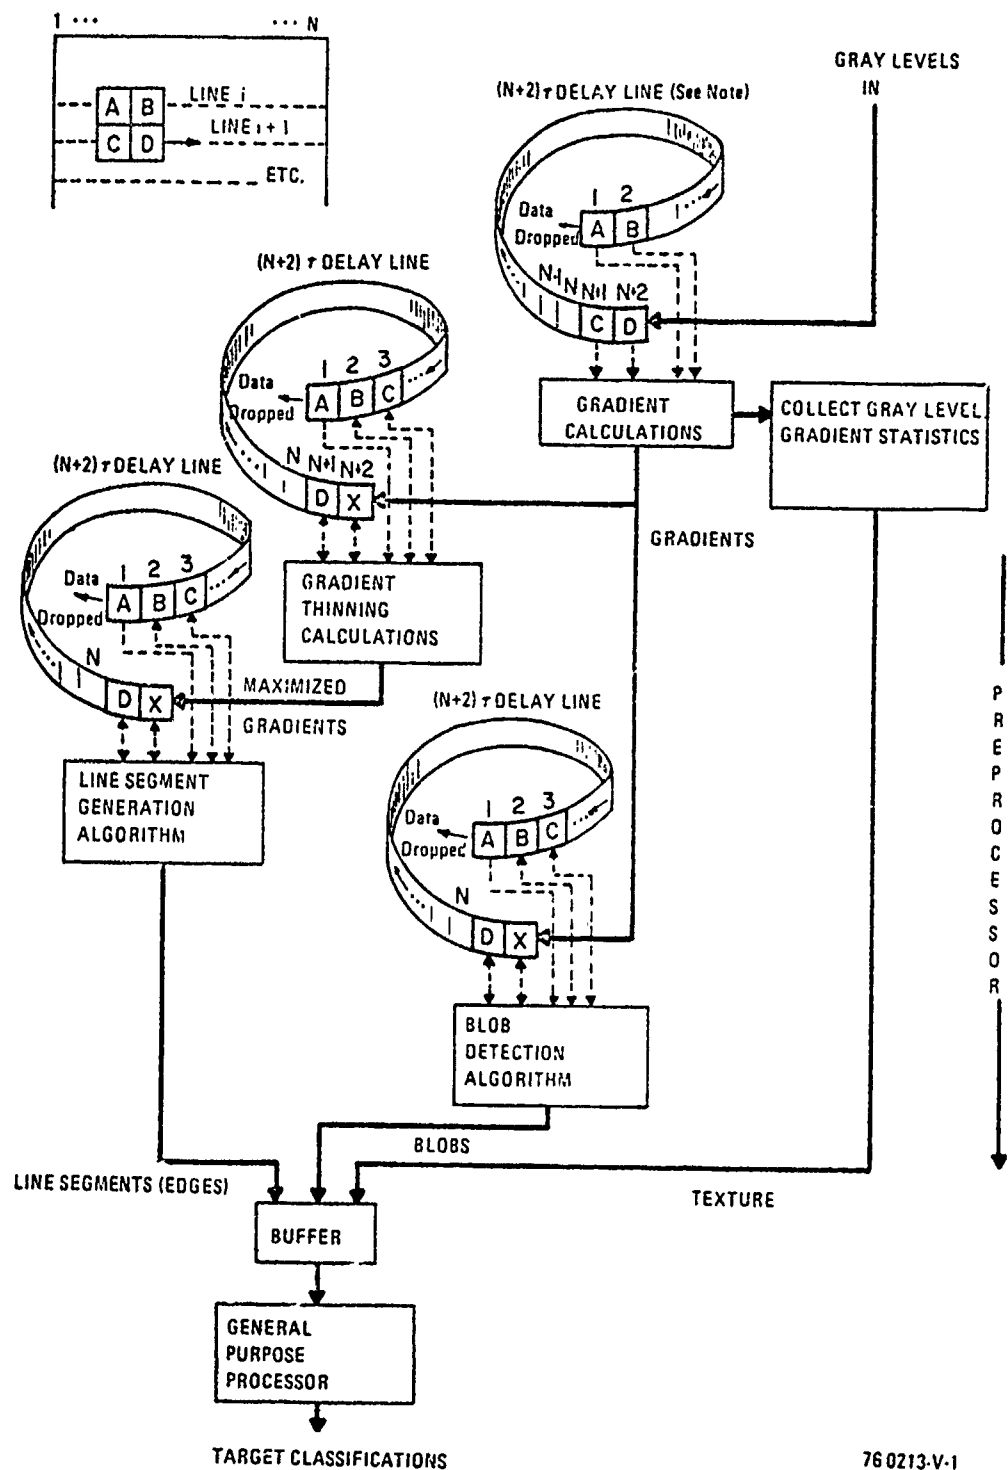 1 ··· ··· N
A B LINE i
C D LINE i + 1
ETC.
GRAY LEVELS
IN
(N+2) τ DELAY LINE (See Note)
1 2
Data
Dropped
A B
N-1 N N+1 N+2
C D
GRADIENT
CALCULATIONS
COLLECT GRAY LEVEL
GRADIENT STATISTICS
(N+2) τ DELAY LINE
1 2 3
Data
Dropped
A B C
N N+1 N+2
D X
GRADIENTS
GRADIENT
THINNING
CALCULATIONS
(N+2) τ DELAY LINE
1 2 3
Data
Dropped
A B C
N
D X
MAXIMIZED
GRADIENTS
LINE SEGMENT
GENERATION
ALGORITHM
(N+2) τ DELAY LINE
1 2 3
Data
Dropped
A B C
N
D X
BLOB
DETECTION
ALGORITHM
PREPROCESSOR
BLOBS
LINE SEGMENTS (EDGES)
TEXTURE
BUFFER
GENERAL
PURPOSE
PROCESSOR
TARGET CLASSIFICATIONS
76 0213-V-1